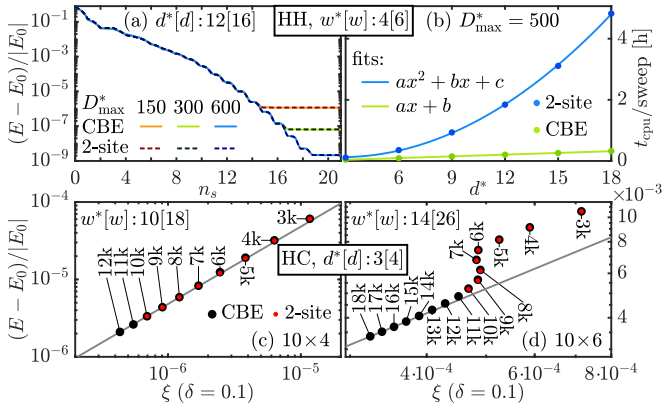 (a) d*[d]:12[16]
HH, w*[w]:4[6]
(b) D*max = 500
(E − E0)/|E0|
10^-1
10^-3
10^-5
10^-7
10^-9
D*max 150 300 600
CBE
2-site
0 4 8 12 16 20
n_s
fits:
ax^2 + bx + c
ax + b
2-site
CBE
6 9 12 15 18
d*
0
2
4
t_cpu/sweep [h]
w*[w]:10[18]
HC, d*[d]:3[4]
w*[w]:14[26]
(E − E0)/|E0|
10^-4
10^-5
10^-6
12k 11k 10k 9k 8k 7k 6k 5k 4k 3k
CBE 2-site
(c) 10×4
10^-6 10^-5
ξ (δ = 0.1)
18k 17k 16k 15k 14k 13k 12k 11k 10k 9k 8k 7k 6k 5k 4k 3k
(d) 10×6
4·10^-4 6·10^-4 8·10^-4
ξ (δ = 0.1)
×10^-3
10
8
6
4